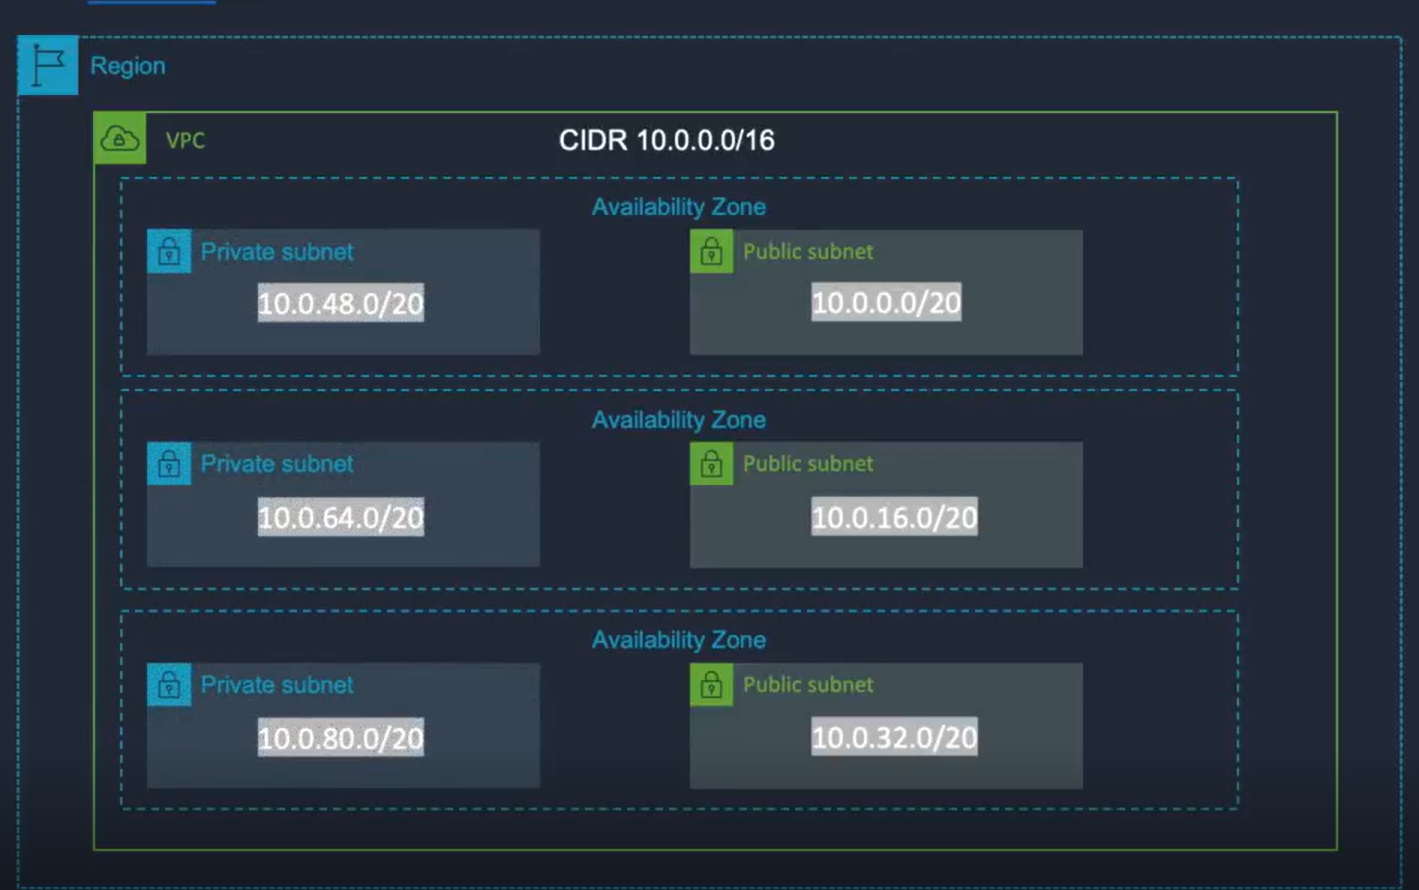 Region
VPC
CIDR 10.0.0.0/16
Availability Zone
Private subnet
10.0.48.0/20
Public subnet
10.0.0.0/20
Availability Zone
Private subnet
10.0.64.0/20
Public subnet
10.0.16.0/20
Availability Zone
Private subnet
10.0.80.0/20
Public subnet
10.0.32.0/20